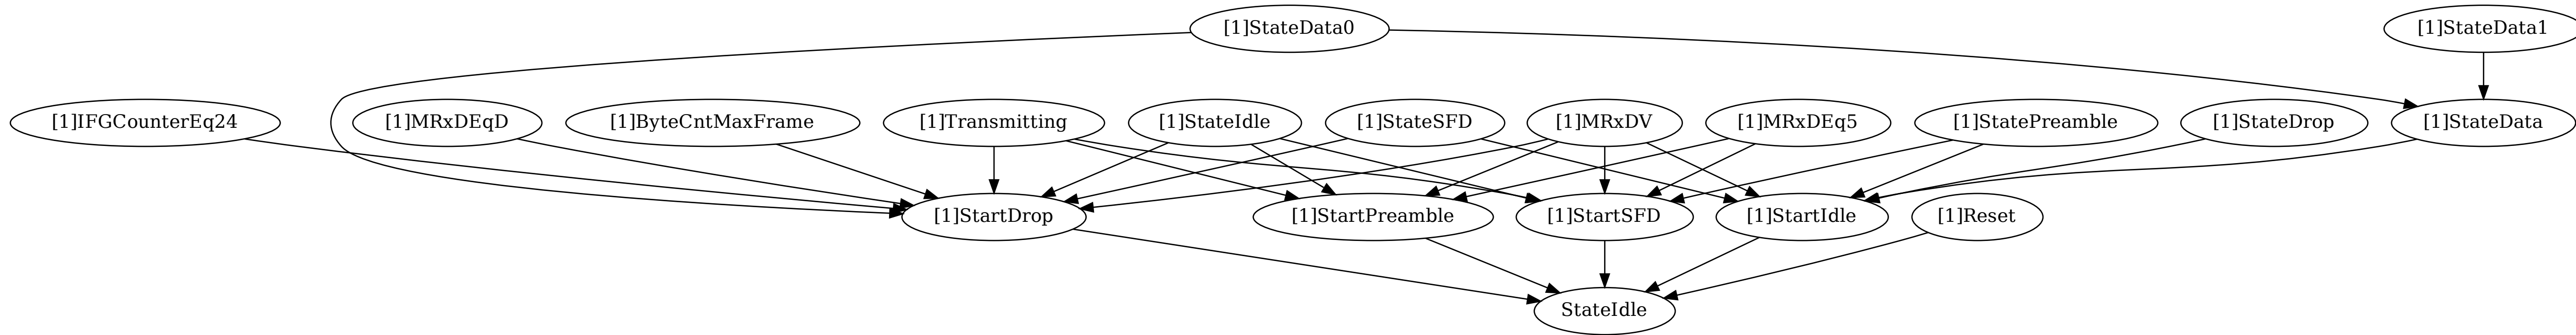 [1]StateData0
[1]StateData1
[1]IFGCounterEq24
[1]MRxDEqD
[1]ByteCntMaxFrame
[1]Transmitting
[1]StateIdle
[1]StateSFD
[1]MRxDV
[1]MRxDEq5
[1]StatePreamble
[1]StateDrop
[1]StateData
[1]StartDrop
[1]StartPreamble
[1]StartSFD
[1]StartIdle
[1]Reset
StateIdle